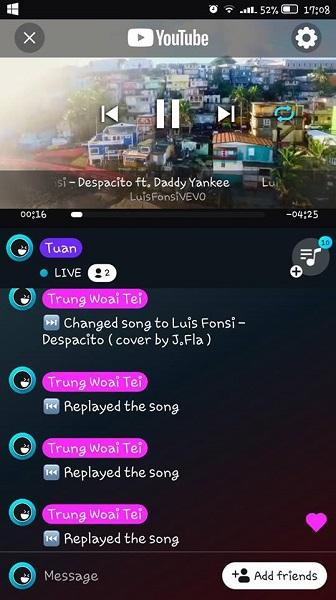 52% 17:08
YouTube
si – Despacito ft. Daddy Yankee Lu
LuisFonsiVEVO
00:16 -04:25
Tuan
10
LIVE 2
Trung Woai Tei
Changed song to Luis Fonsi –
Despacito ( cover by J.Fla )
Trung Woai Tei
Replayed the song
Trung Woai Tei
Replayed the song
Trung Woai Tei
Replayed the song
Message
Add friends